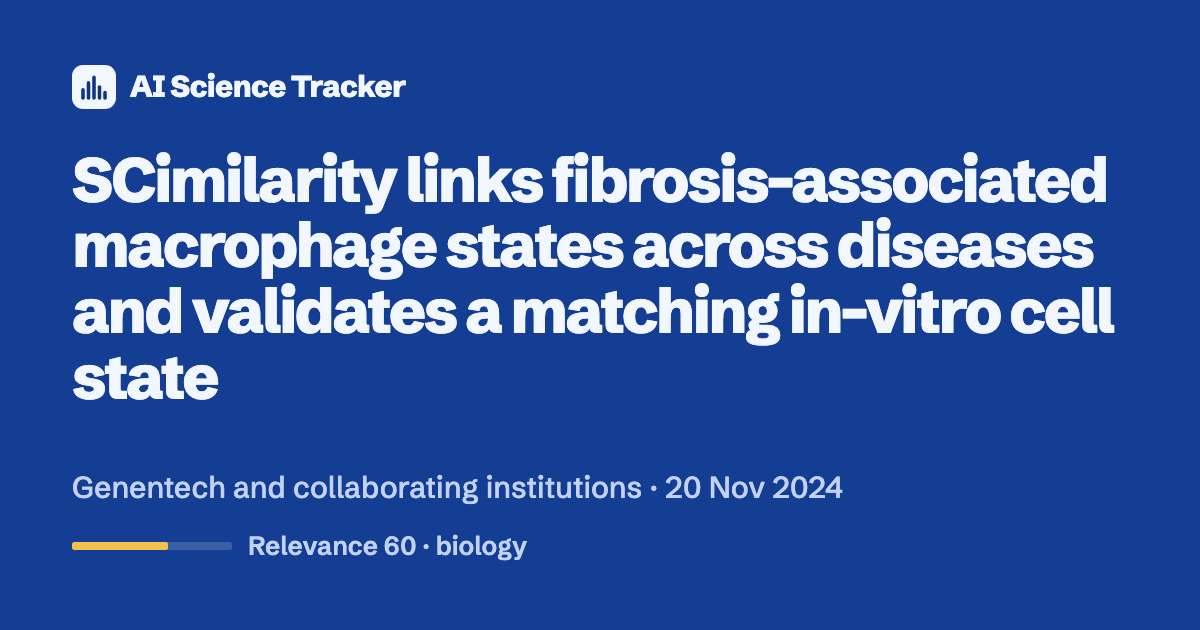 AI Science Tracker
SCimilarity links fibrosis-associated
macrophage states across diseases
and validates a matching in-vitro cell
state
Genentech and collaborating institutions · 20 Nov 2024
Relevance 60 · biology